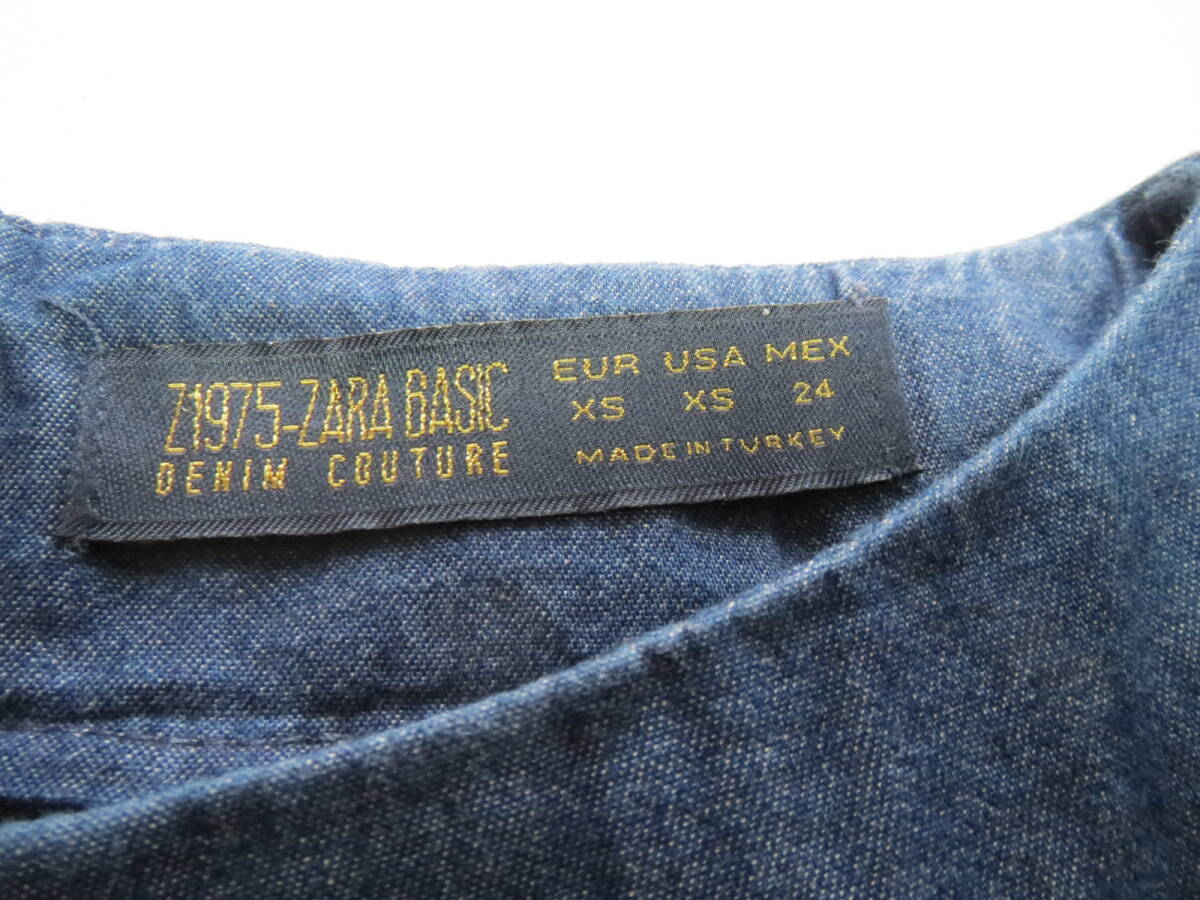 Z1975-ZARA BASIC
DENIM COUTURE
EUR USA MEX
XS XS 24
MADE IN TURKEY